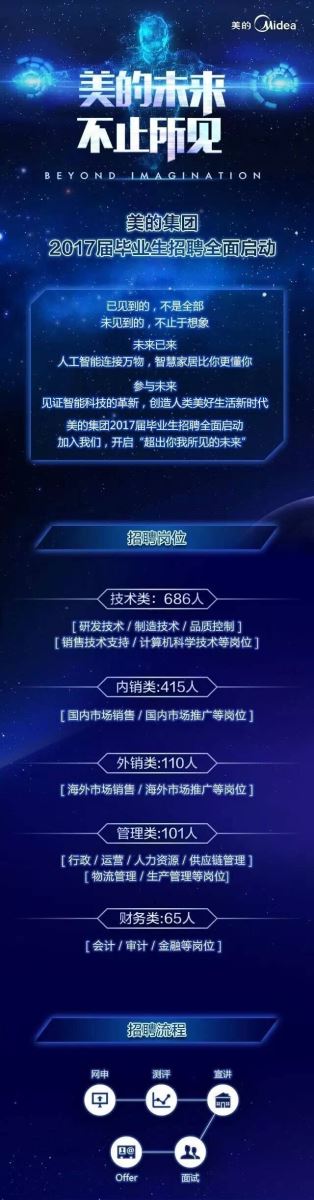 美的 Midea
美的未来
不止所见
BEYOND IMAGINATION
美的集团
2017届毕业生招聘全面启动
已见到的，不是全部
未见到的，不止于想象
未来已来
人工智能连接万物，智慧家居比你更懂你
参与未来
见证智能科技的革新，创造人类美好生活新时代
美的集团2017届毕业生招聘全面启动
加入我们，开启“超出你我所见的未来”
招聘岗位
技术类：686人
[ 研发技术 / 制造技术 / 品质控制 ]
[ 销售技术支持 / 计算机科学技术等岗位 ]
内销类:415人
[ 国内市场销售 / 国内市场推广等岗位 ]
外销类:110人
[ 海外市场销售 / 海外市场推广等岗位 ]
管理类:101人
[ 行政 / 运营 / 人力资源 / 供应链管理 ]
[ 物流管理 / 生产管理等岗位]
财务类:65人
[ 会计 / 审计 / 金融等岗位 ]
招聘流程
网申 测评 宣讲
Offer 面试